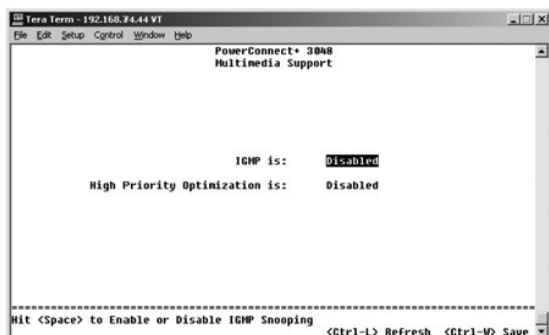 Tera Term - 192.168.74.44 VT
File Edit Setup Control Window Help
PowerConnect+ 3048
Multimedia Support
IGMP is: Disabled
High Priority Optimization is: Disabled
Hit <Space> to Enable or Disable IGMP Snooping
<Ctrl-L> Refresh <Ctrl-W> Save